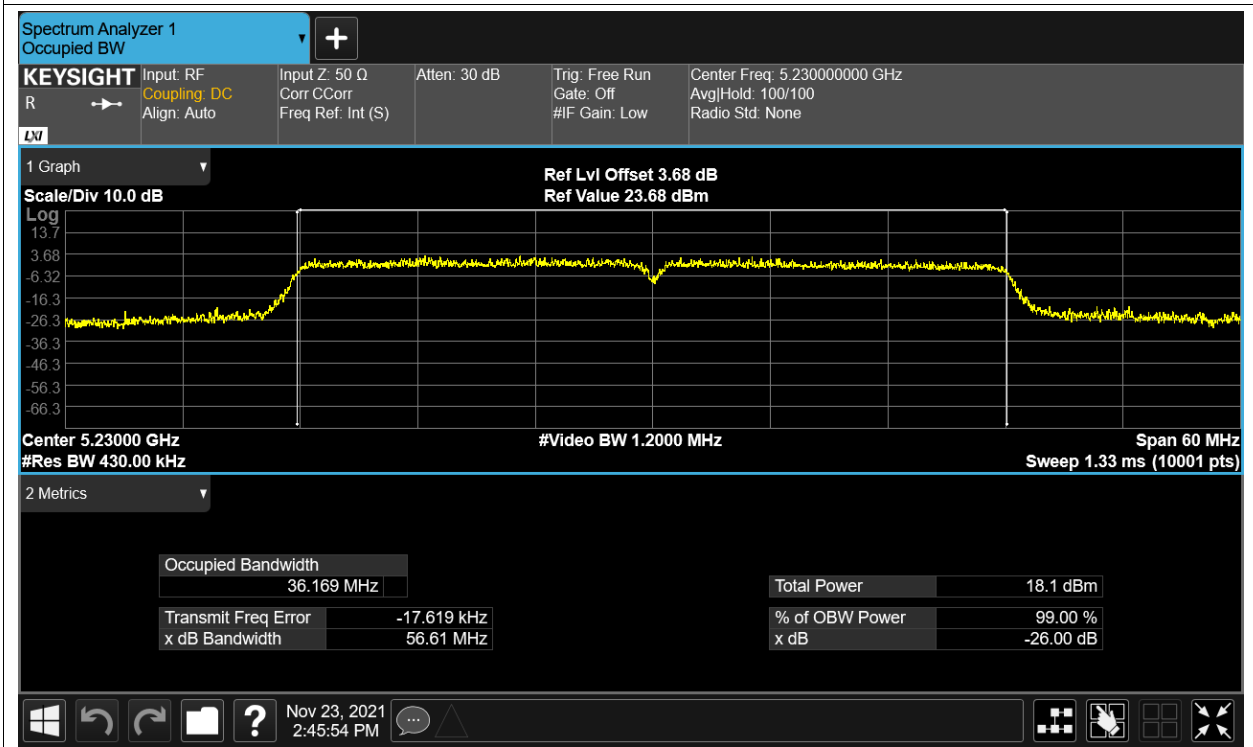 Spectrum Analyzer 1
Occupied BW
KEYSIGHT
R
LXI
Input: RF
Coupling: DC
Align: Auto
Input Z: 50 Ω
Corr CCorr
Freq Ref: Int (S)
Atten: 30 dB
Trig: Free Run
Gate: Off
#IF Gain: Low
Center Freq: 5.230000000 GHz
Avg|Hold: 100/100
Radio Std: None
1 Graph
Scale/Div 10.0 dB
Ref Lvl Offset 3.68 dB
Ref Value 23.68 dBm
Log
13.7
3.68
-6.32
-16.3
-26.3
-36.3
-46.3
-56.3
-66.3
Center 5.23000 GHz
#Video BW 1.2000 MHz
Span 60 MHz
#Res BW 430.00 kHz
Sweep 1.33 ms (10001 pts)
2 Metrics
Occupied Bandwidth
36.169 MHz
Total Power 18.1 dBm
Transmit Freq Error -17.619 kHz
% of OBW Power 99.00 %
x dB Bandwidth 56.61 MHz
x dB -26.00 dB
?
Nov 23, 2021
2:45:54 PM